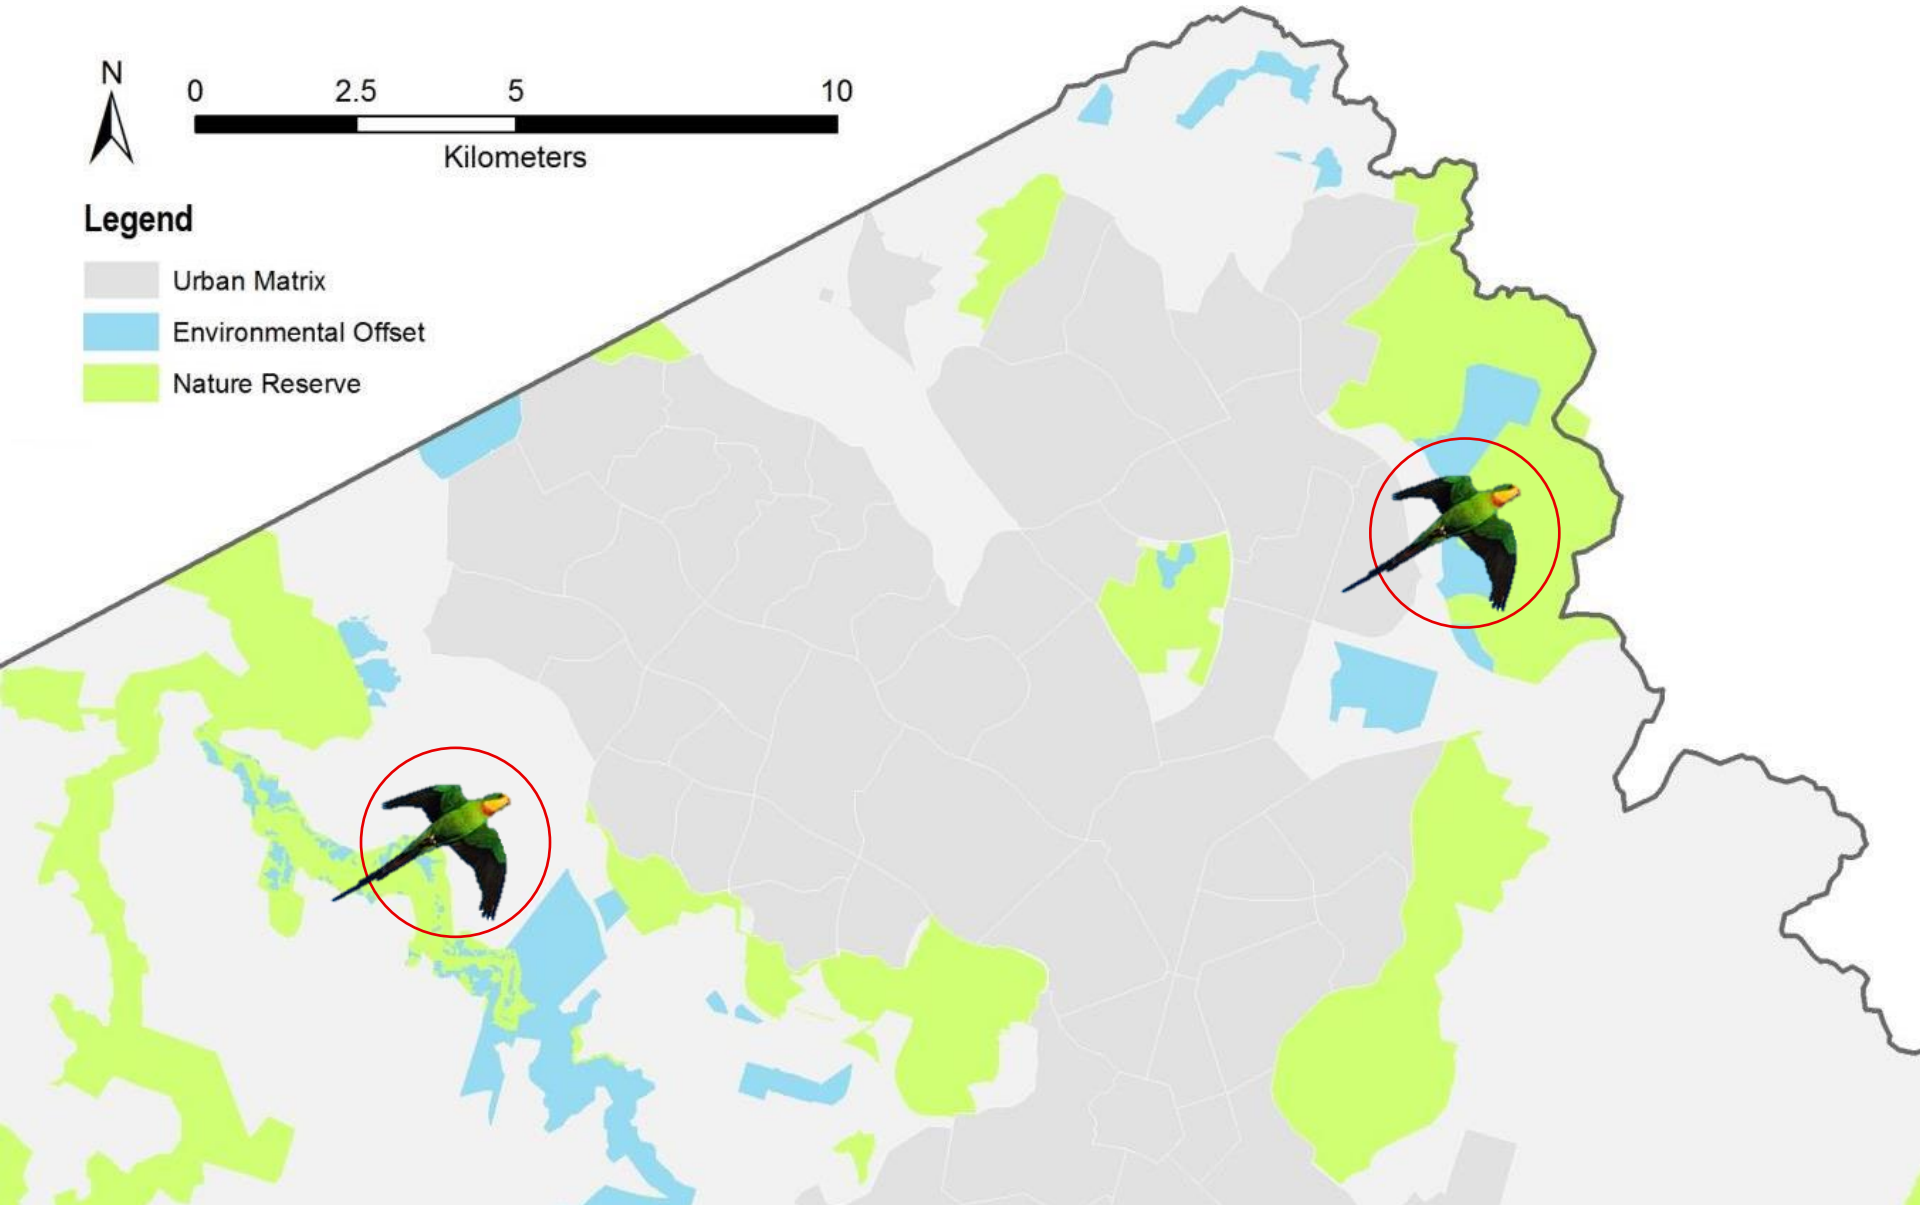 N
0 2.5 5 10
Kilometers
Legend
Urban Matrix
Environmental Offset
Nature Reserve